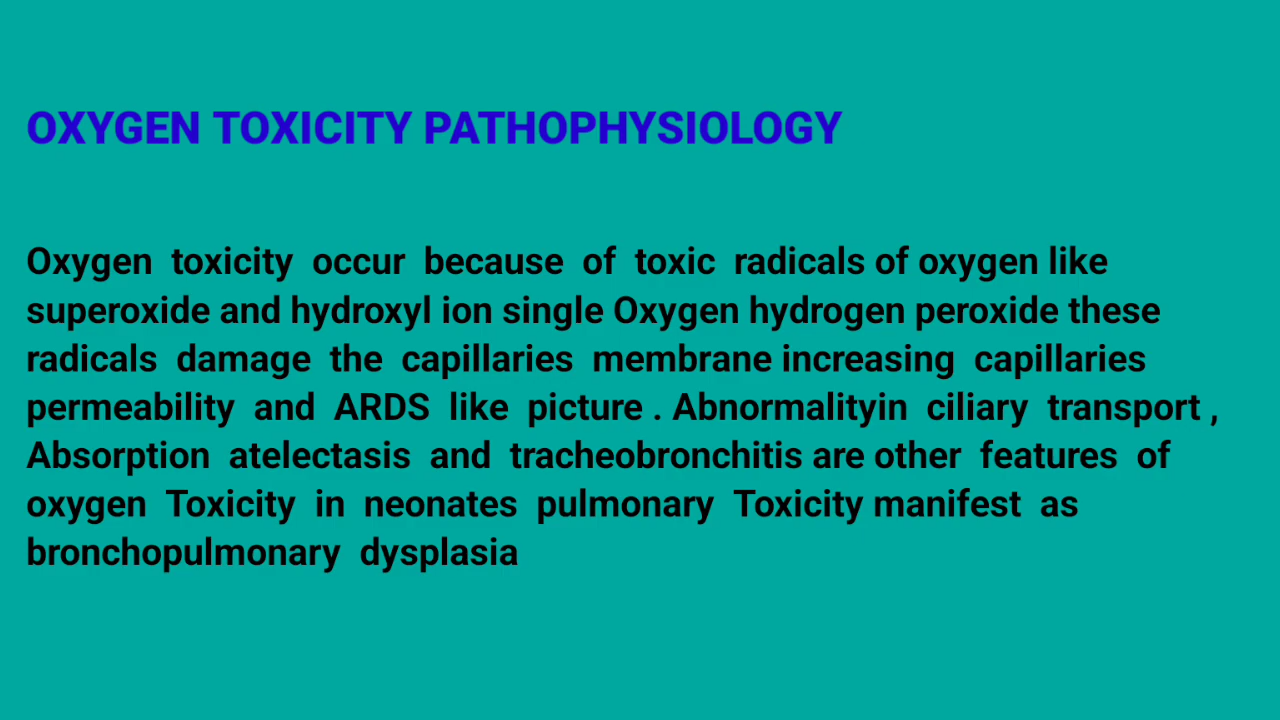 OXYGEN TOXICITY PATHOPHYSIOLOGY
Oxygen toxicity occur because of toxic radicals of oxygen like
superoxide and hydroxyl ion single Oxygen hydrogen peroxide these
radicals damage the capillaries membrane increasing capillaries
permeability and ARDS like picture . Abnormalityin ciliary transport ,
Absorption atelectasis and tracheobronchitis are other features of
oxygen Toxicity in neonates pulmonary Toxicity manifest as
bronchopulmonary dysplasia